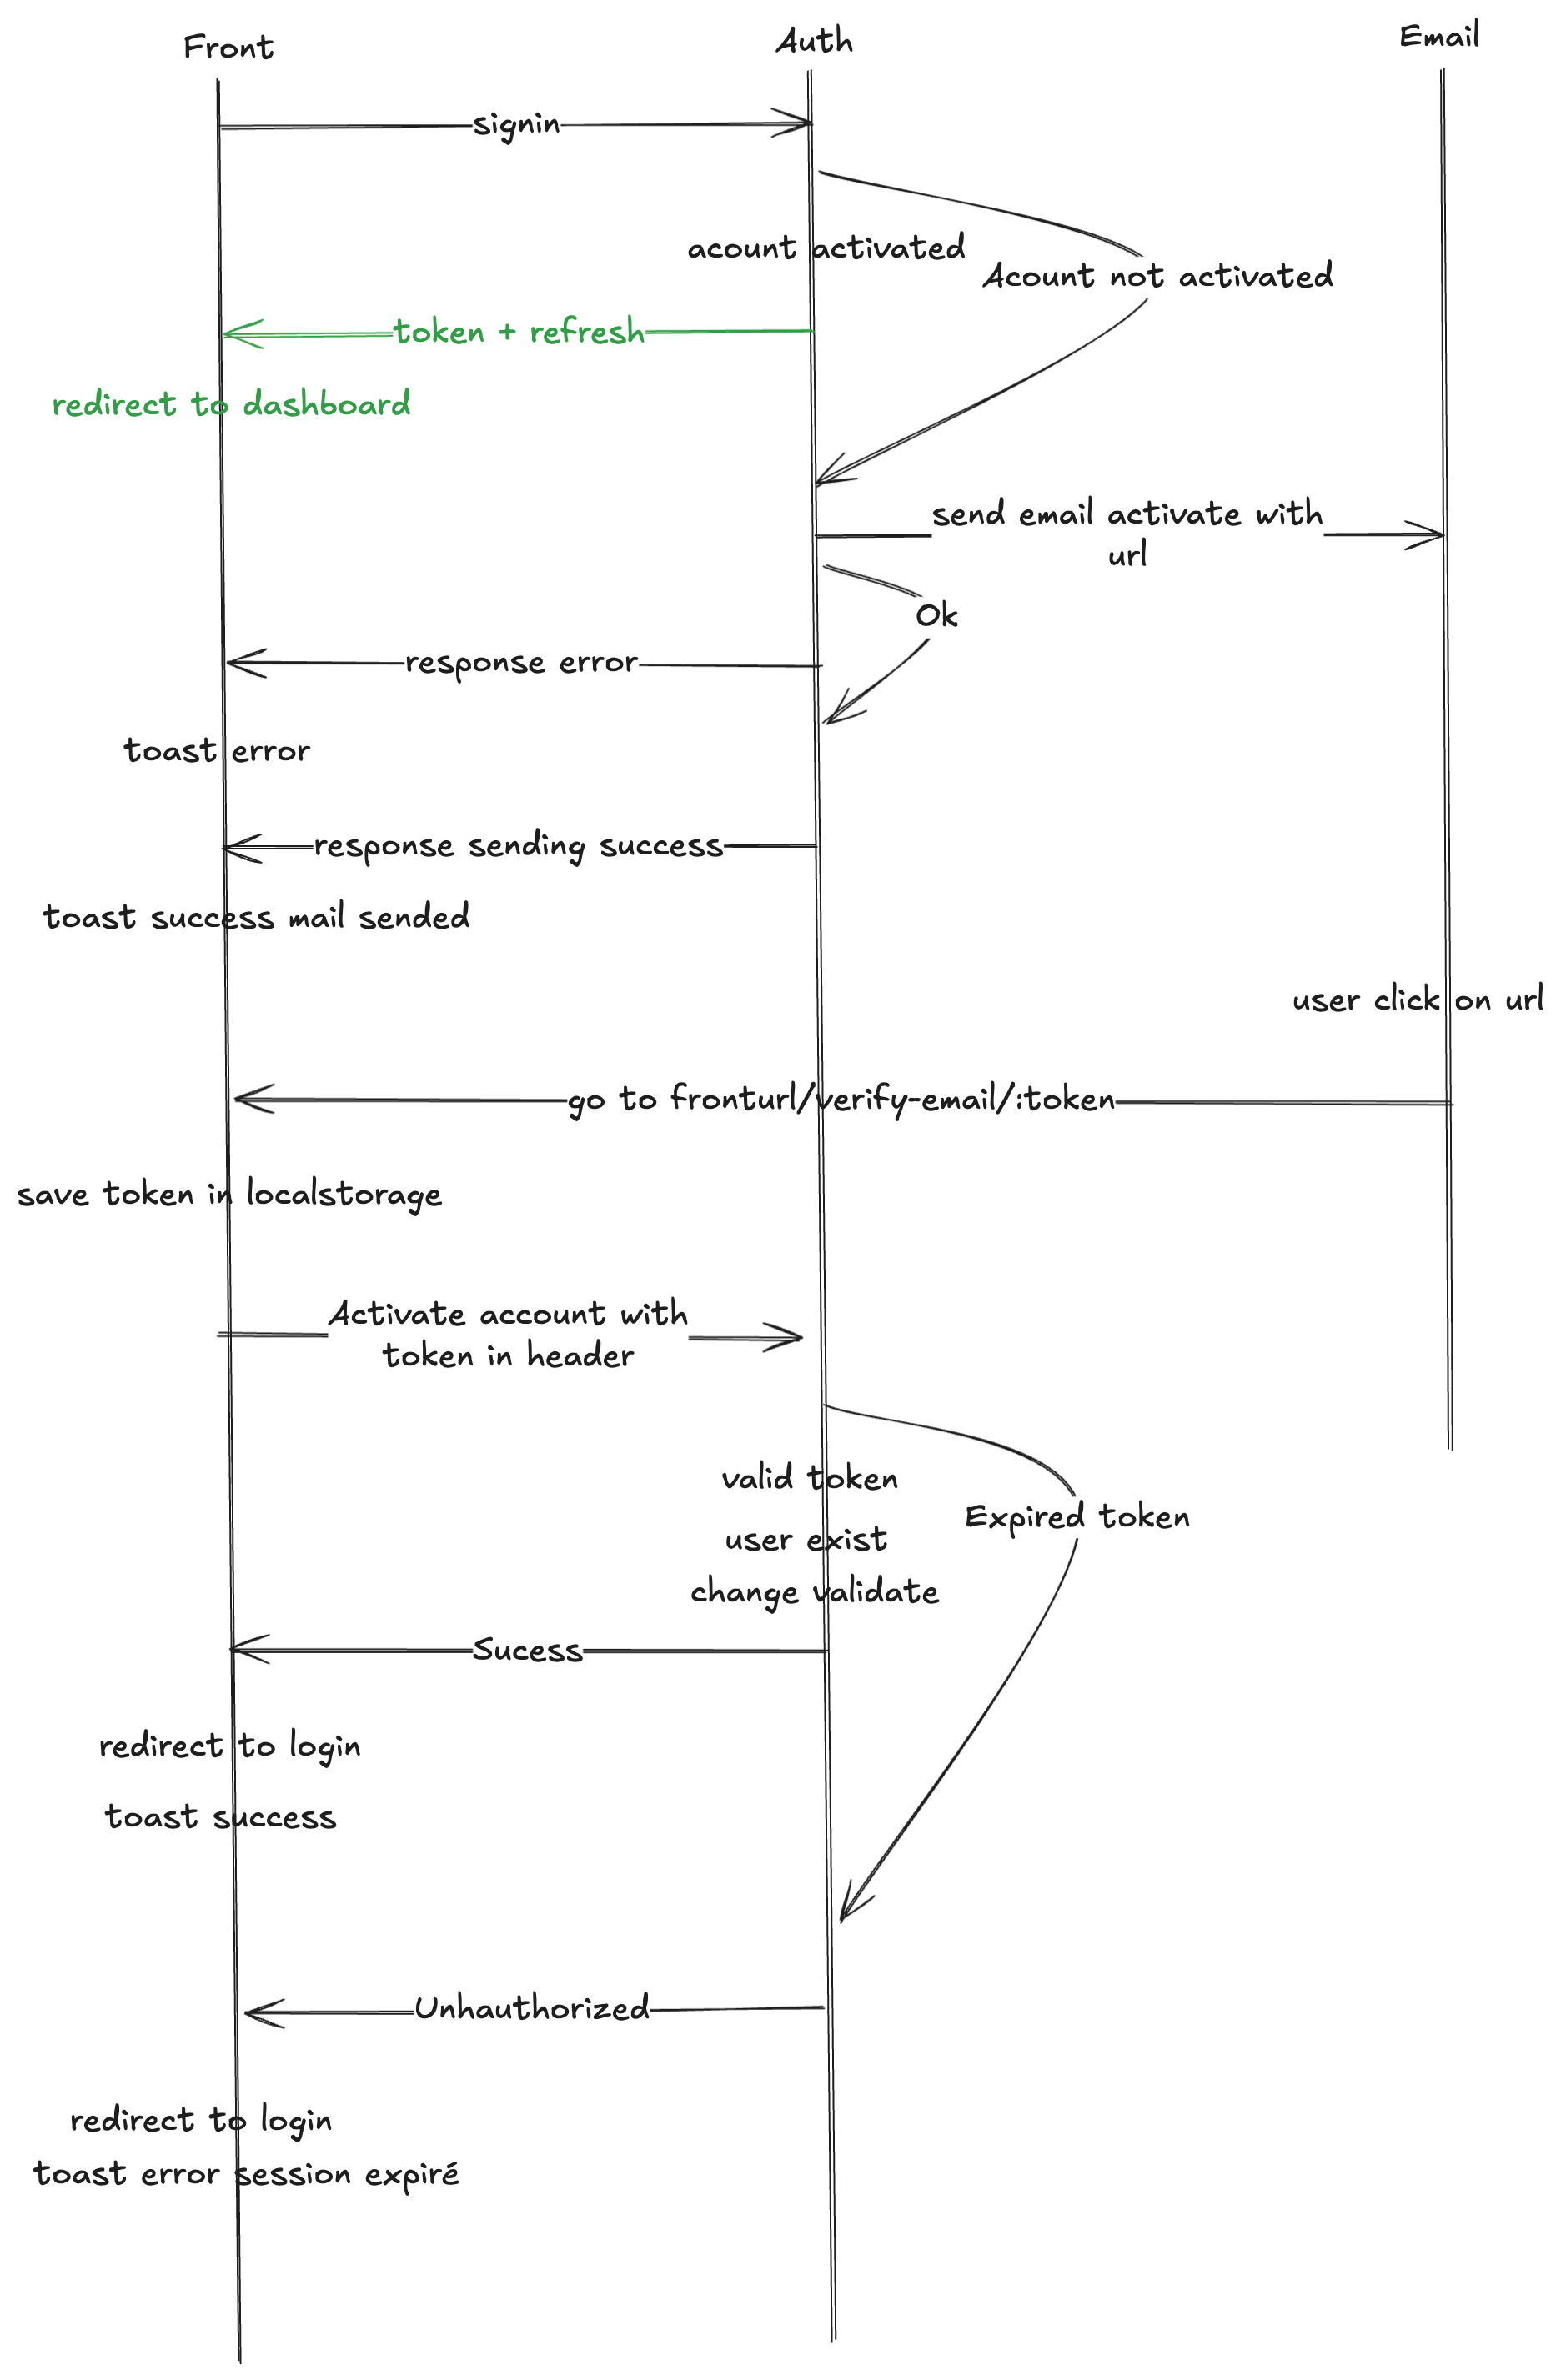 Front
Auth
Email
signin
acount activated
Acount not activated
token + refresh
redirect to dashboard
send email activate with
url
Ok
response error
toast error
response sending success
toast success mail sended
user click on url
go to fronturl/verify-email/:token
save token in localstorage
Activate account with
token in header
valid token
Expired token
user exist
change validate
Sucess
redirect to login
toast success
Unhauthorized
redirect to login
toast error session expiré